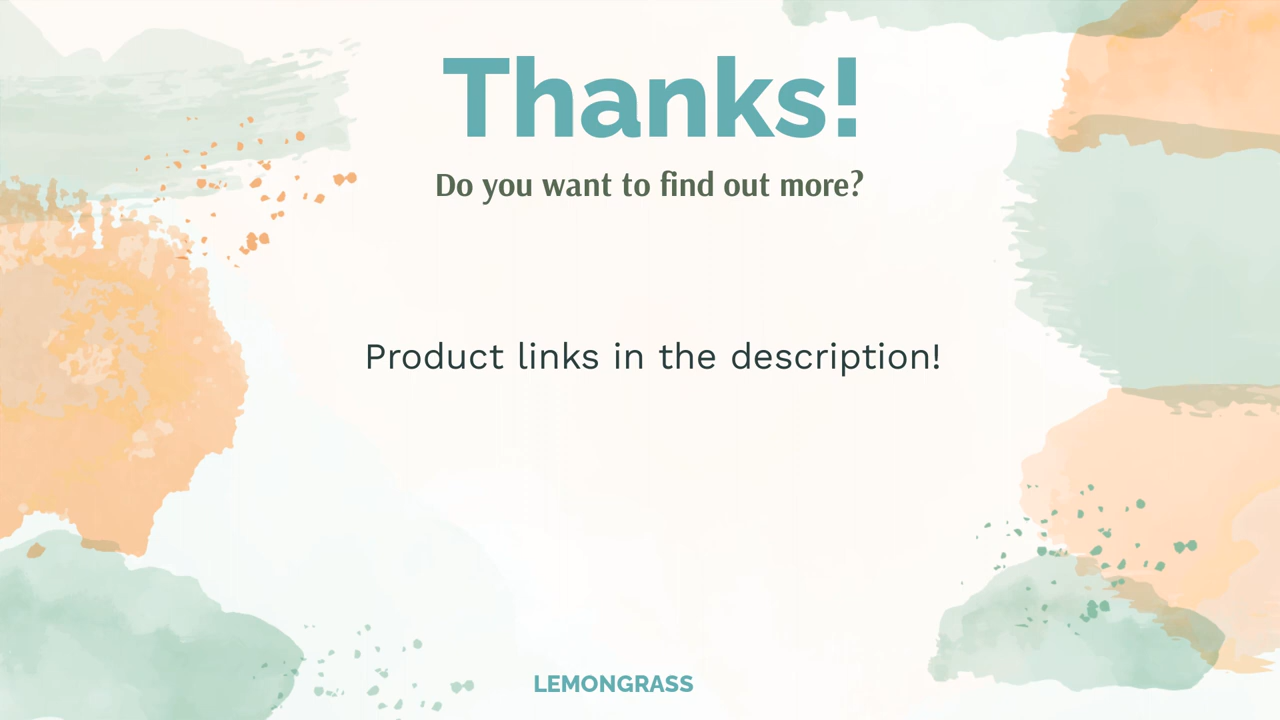 Thanks!
Do you want to find out more?
Product links in the description!
LEMONGRASS